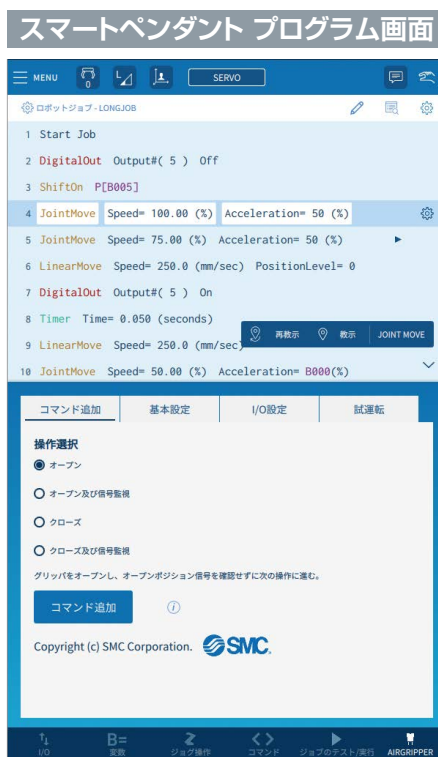 スマートペンダント プログラム画面
MENU
0
SERVO
ロボットジョブ - LONGJOB
1 Start Job
2 DigitalOut Output#( 5 ) Off
3 ShiftOn P[B005]
4 JointMove Speed= 100.00 (%) Acceleration= 50 (%)
5 JointMove Speed= 75.00 (%) Acceleration= 50 (%)
6 LinearMove Speed= 250.0 (mm/sec) PositionLevel= 0
7 DigitalOut Output#( 5 ) On
8 Timer Time= 0.050 (seconds)
再教示 教示 JOINT MOVE
9 LinearMove Speed= 250.0 (mm/sec)
10 JointMove Speed= 50.00 (%) Acceleration= B000(%)
コマンド追加 基本設定 I/O設定 試運転
操作選択
オープン
オープン及び信号監視
クローズ
クローズ及び信号監視
グリッパをオープンし、オープンポジション信号を確認せずに次の操作に進む。
コマンド追加 i
Copyright (c) SMC Corporation. SMC.
I/O B= 変数 Z ジョグ操作 コマンド ジョブのテスト/実行 AIRGRIPPER